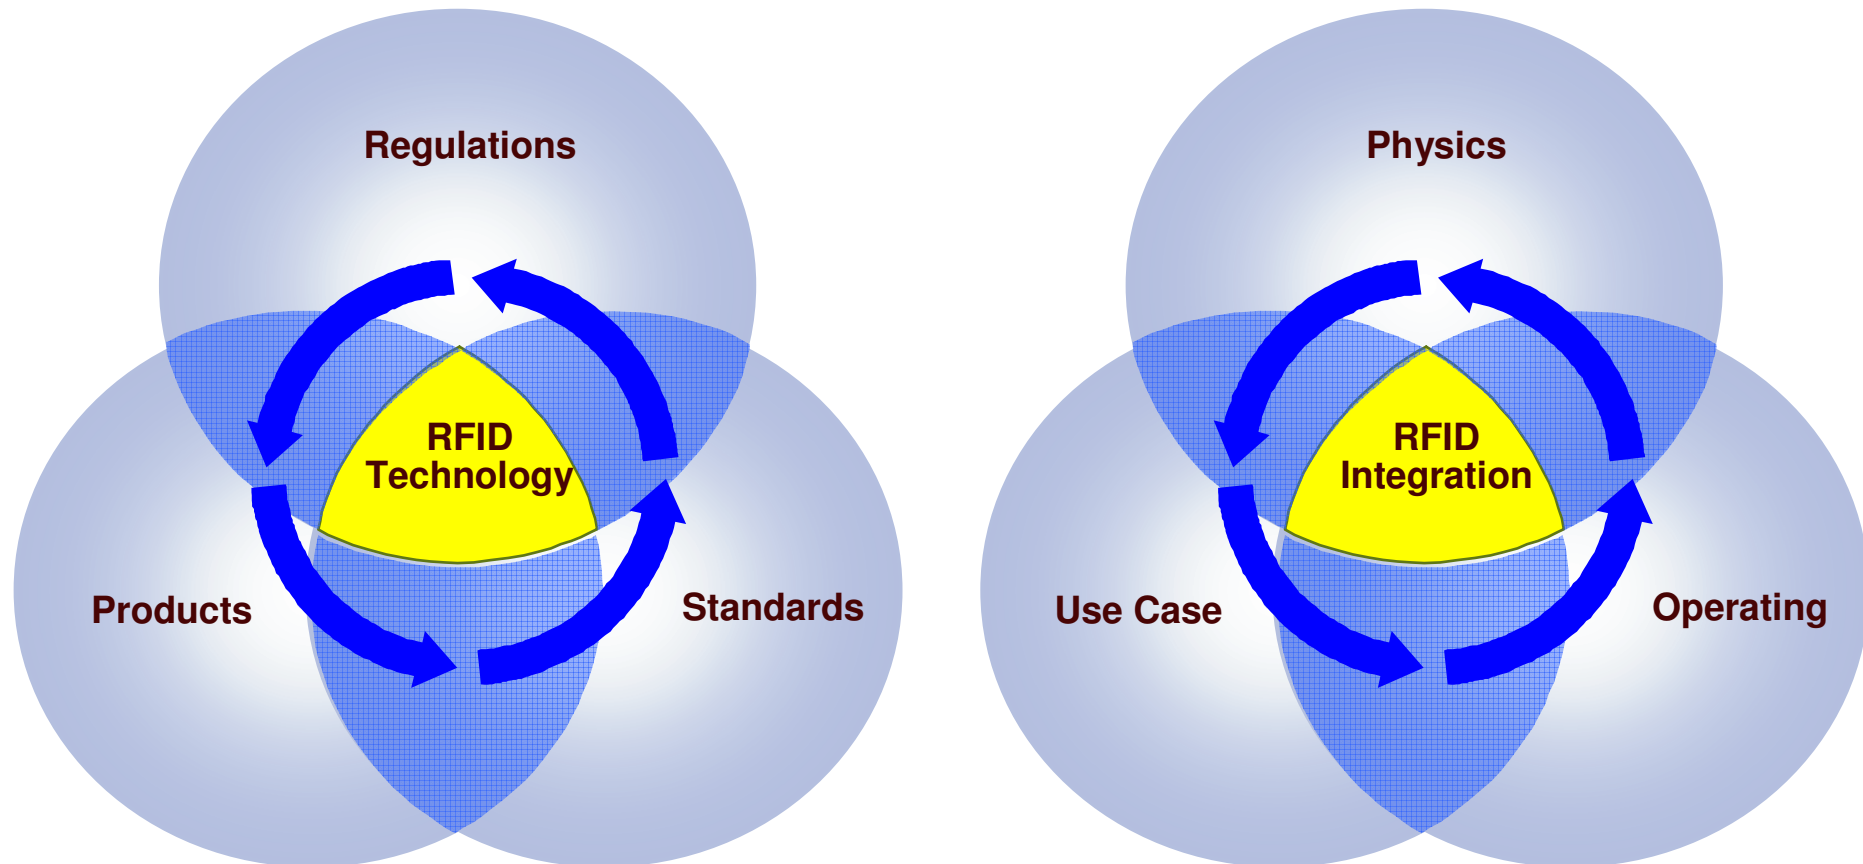 Regulations
RFID
Technology
Products
Standards
Physics
RFID
Integration
Use Case
Operating